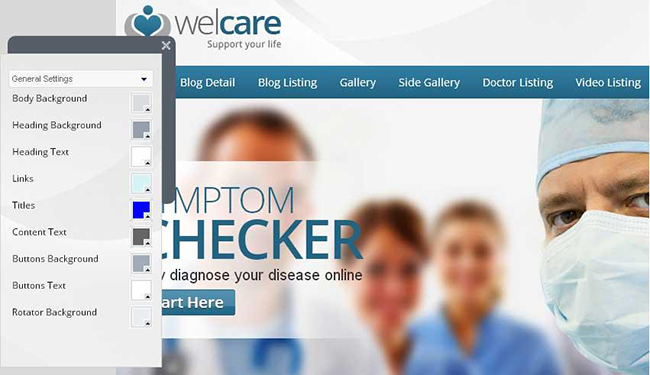 welcare
Support your life
Blog Detail Blog Listing Gallery Side Gallery Doctor Listing Video Listing
General Settings
Body Background
Heading Background
Heading Text
Links
Titles
Content Text
Buttons Background
Buttons Text
Rotator Background
MPTOM
CHECKER
y diagnose your disease online
art Here